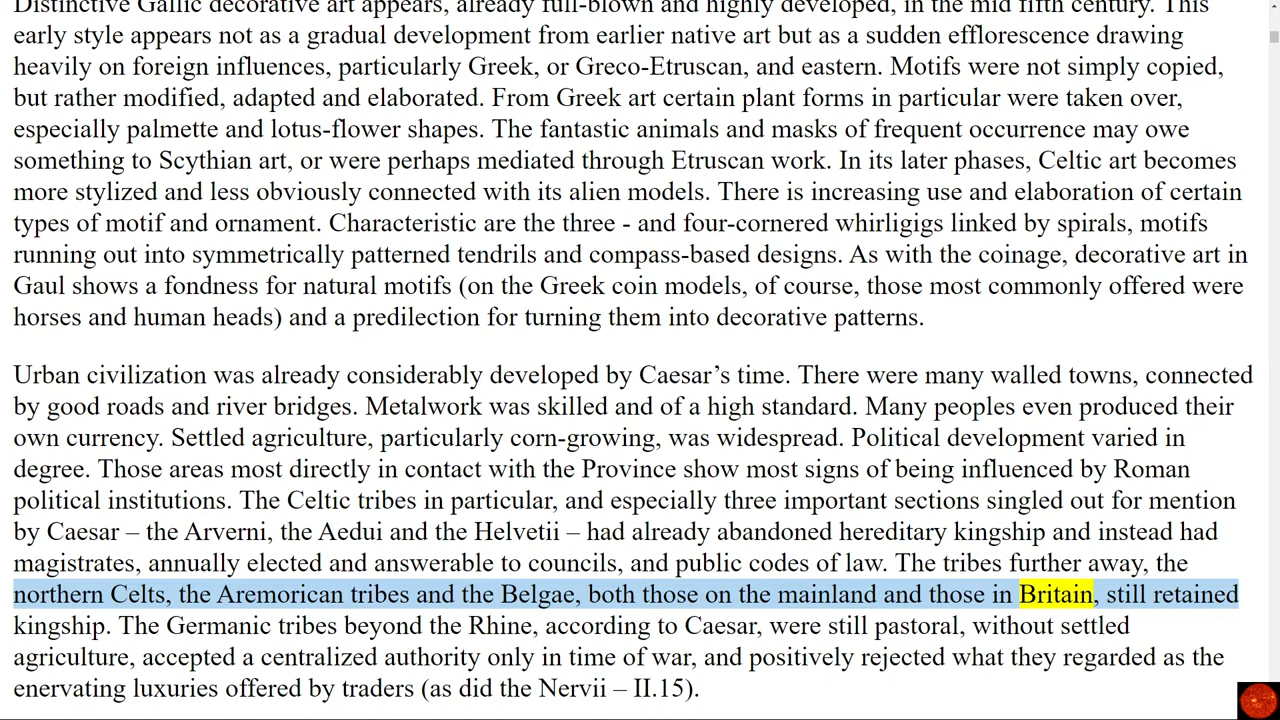 Distinctive Gallic decorative art appears, already full-blown and highly developed, in the mid fifth century. This
early style appears not as a gradual development from earlier native art but as a sudden efflorescence drawing
heavily on foreign influences, particularly Greek, or Greco-Etruscan, and eastern. Motifs were not simply copied,
but rather modified, adapted and elaborated. From Greek art certain plant forms in particular were taken over,
especially palmette and lotus-flower shapes. The fantastic animals and masks of frequent occurrence may owe
something to Scythian art, or were perhaps mediated through Etruscan work. In its later phases, Celtic art becomes
more stylized and less obviously connected with its alien models. There is increasing use and elaboration of certain
types of motif and ornament. Characteristic are the three - and four-cornered whirligigs linked by spirals, motifs
running out into symmetrically patterned tendrils and compass-based designs. As with the coinage, decorative art in
Gaul shows a fondness for natural motifs (on the Greek coin models, of course, those most commonly offered were
horses and human heads) and a predilection for turning them into decorative patterns.
Urban civilization was already considerably developed by Caesar’s time. There were many walled towns, connected
by good roads and river bridges. Metalwork was skilled and of a high standard. Many peoples even produced their
own currency. Settled agriculture, particularly corn-growing, was widespread. Political development varied in
degree. Those areas most directly in contact with the Province show most signs of being influenced by Roman
political institutions. The Celtic tribes in particular, and especially three important sections singled out for mention
by Caesar – the Arverni, the Aedui and the Helvetii – had already abandoned hereditary kingship and instead had
magistrates, annually elected and answerable to councils, and public codes of law. The tribes further away, the
northern Celts, the Aremorican tribes and the Belgae, both those on the mainland and those in Britain, still retained
kingship. The Germanic tribes beyond the Rhine, according to Caesar, were still pastoral, without settled
agriculture, accepted a centralized authority only in time of war, and positively rejected what they regarded as the
enervating luxuries offered by traders (as did the Nervii – II.15).